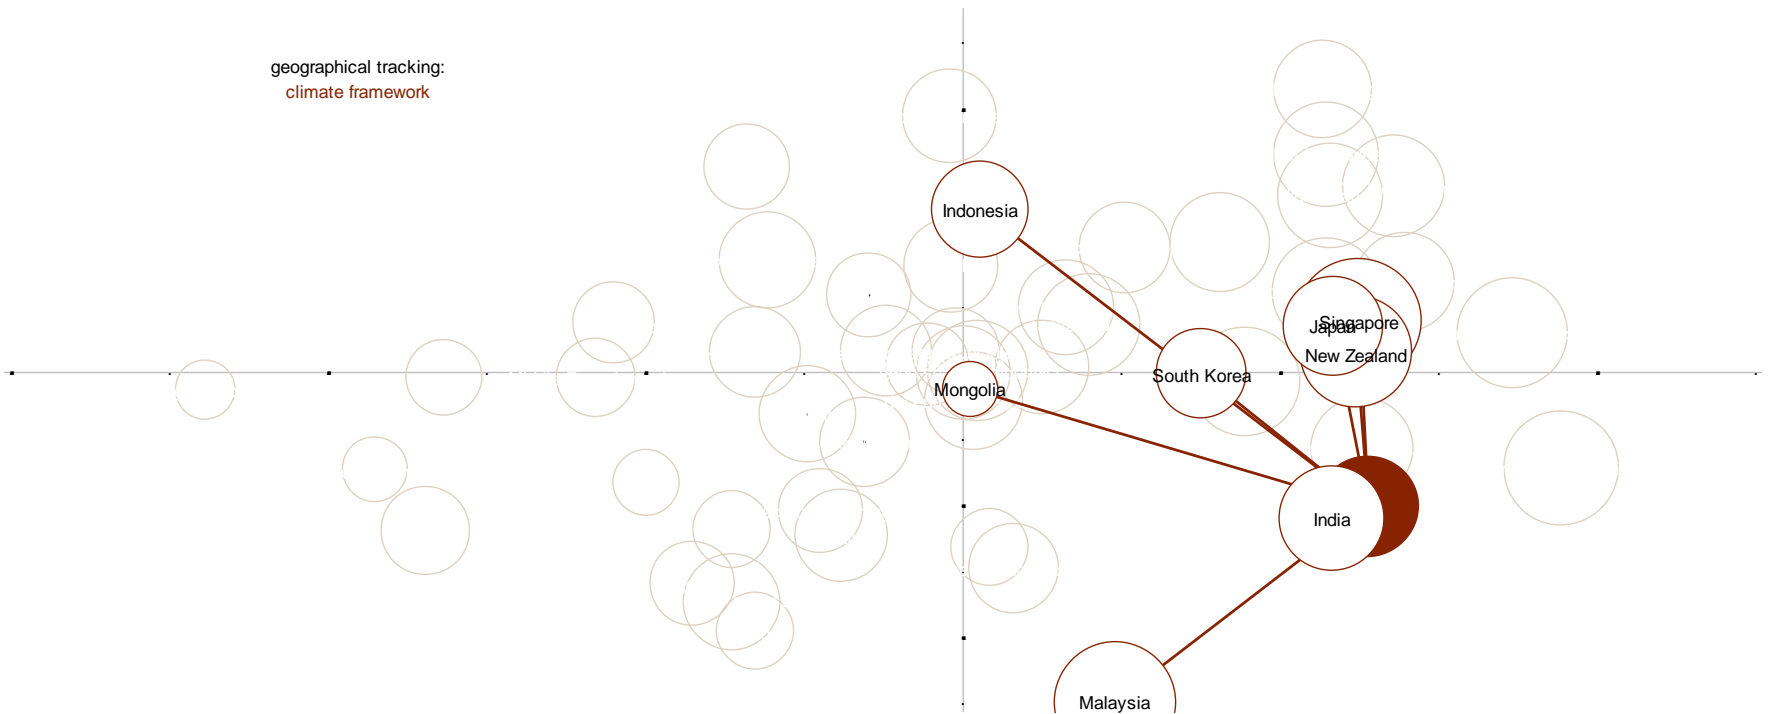 geographical tracking:
climate framework
Indonesia
Singapore
Japan
New Zealand
South Korea
Mongolia
India
Malaysia